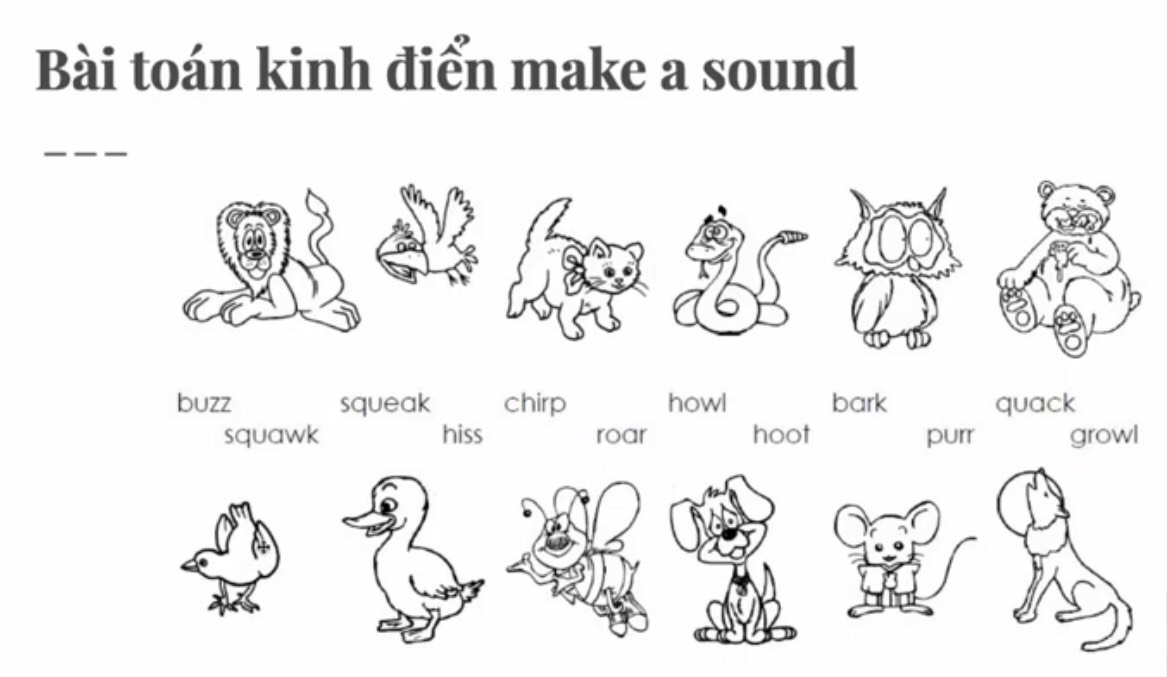 Bài toán kinh điển make a sound
buzz squeak chirp howl bark quack
squawk hiss roar hoot purr growl